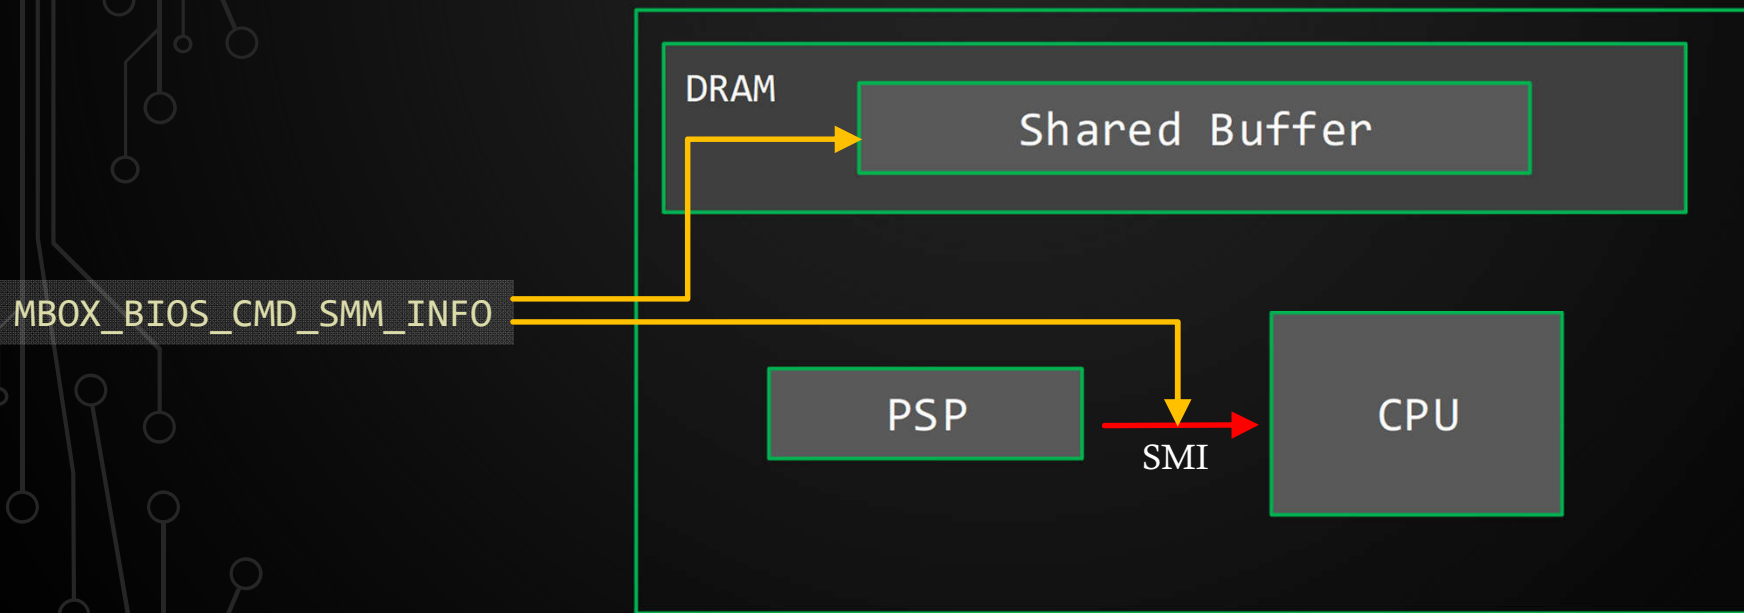 DRAM
Shared Buffer
MBOX_BIOS_CMD_SMM_INFO
PSP
SMI
CPU